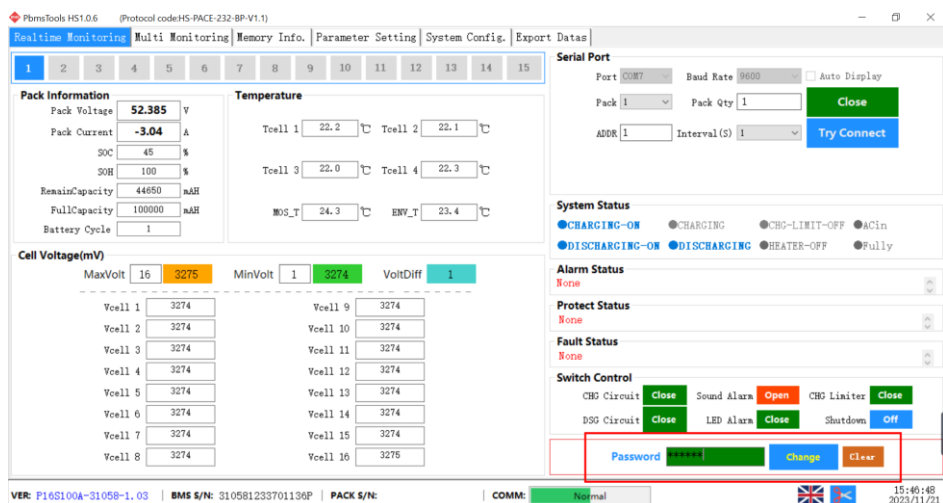 PbmsTools HS1.0.6 (Protocol code:HS-PACE-232-BP-V1.1)
Realtime Monitoring Multi Monitoring Memory Info. Parameter Setting System Config. Export Datas
1 2 3 4 5 6 7 8 9 10 11 12 13 14 15
Pack Information
Pack Voltage 52.385 V
Pack Current -3.04 A
SOC 45 %
SOH 100 %
RemainCapacity 44650 mAH
FullCapacity 100000 mAH
Battery Cycle 1
Temperature
Tcell 1 22.2 ℃ Tcell 2 22.1 ℃
Tcell 3 22.0 ℃ Tcell 4 22.3 ℃
MOS_T 24.3 ℃ ENV_T 23.4 ℃
Cell Voltage(mV)
MaxVolt 16 3275 MinVolt 1 3274 VoltDiff 1
Vcell 1 3274 Vcell 9 3274
Vcell 2 3274 Vcell 10 3274
Vcell 3 3274 Vcell 11 3274
Vcell 4 3274 Vcell 12 3274
Vcell 5 3274 Vcell 13 3274
Vcell 6 3274 Vcell 14 3274
Vcell 7 3274 Vcell 15 3274
Vcell 8 3274 Vcell 16 3275
Serial Port
Port COM7 Baud Rate 9600 Auto Display
Pack 1 Pack Qty 1 Close
ADDR 1 Interval(S) 1 Try Connect
System Status
CHARGING-ON CHARGING CHG-LIMIT-OFF ACin
DISCHARGING-ON DISCHARGING HEATER-OFF Fully
Alarm Status
None
Protect Status
None
Fault Status
None
Switch Control
CHG Circuit Close Sound Alarm Open CHG Limiter Close
DSG Circuit Close LED Alarm Close Shutdown Off
Password ****** Change Clear
VER: P16S100A-31058-1.03 BMS S/N: 310581233701136P PACK S/N: COMM: Normal
15:46:48
2023/11/21